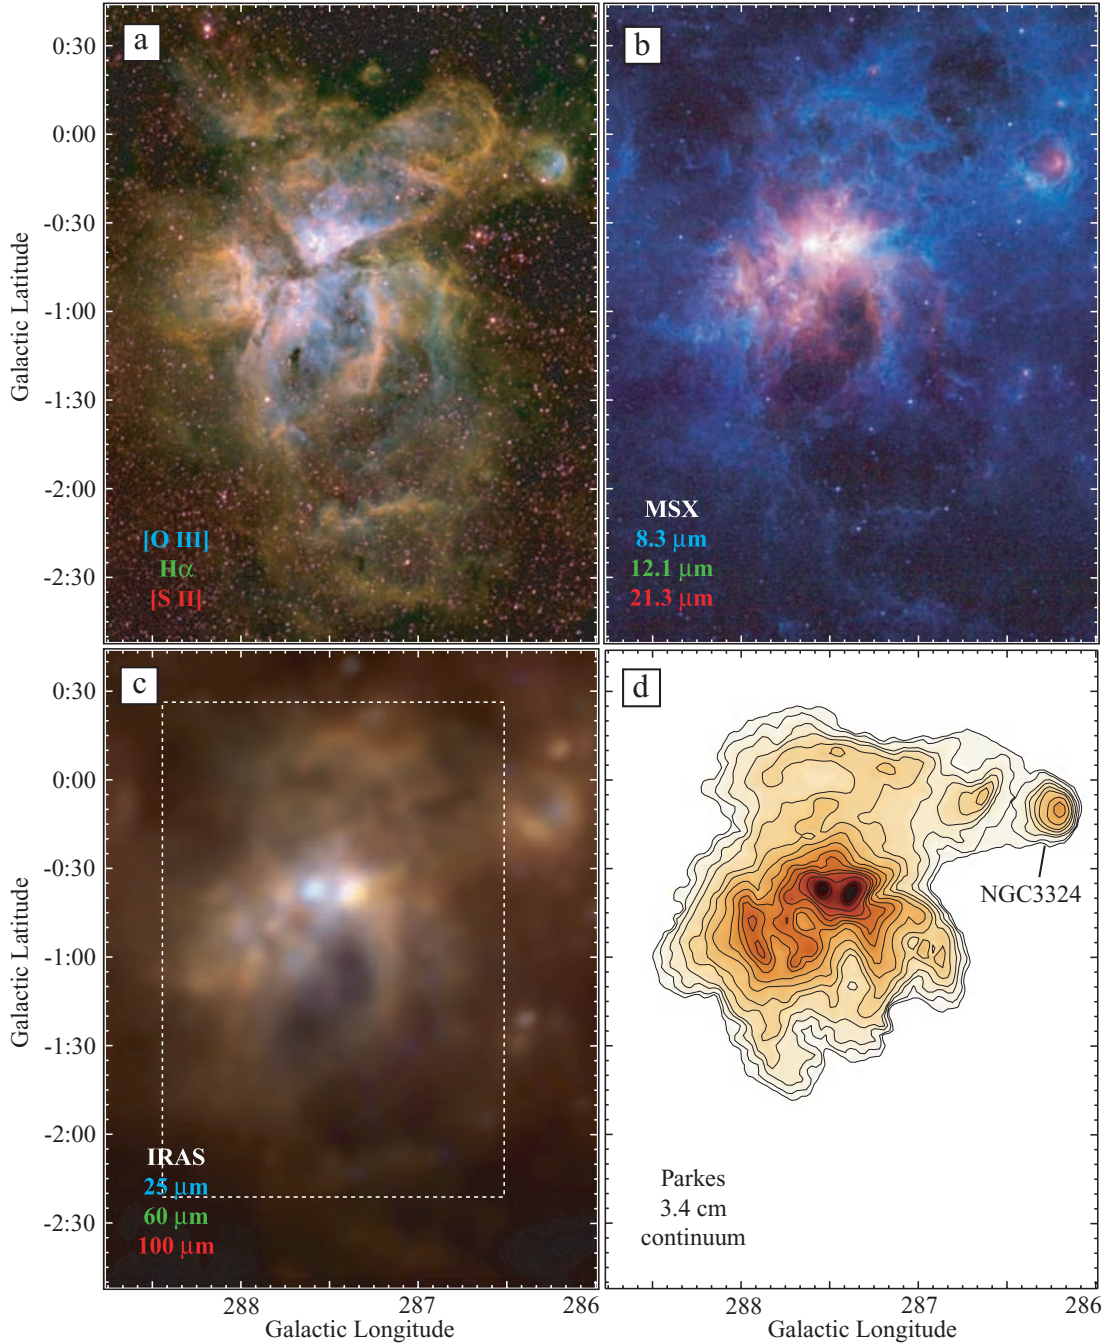 a
b
0:30
0:00
-0:30
-1:00
-1:30
-2:00
-2:30
Galactic Latitude
[O III]
Hα
[S II]
MSX
8.3 μm
12.1 μm
21.3 μm
c
d
0:30
0:00
-0:30
-1:00
-1:30
-2:00
-2:30
Galactic Latitude
IRAS
25 μm
60 μm
100 μm
NGC3324
Parkes
3.4 cm
continuum
288
287
286
288
287
286
Galactic Longitude
Galactic Longitude